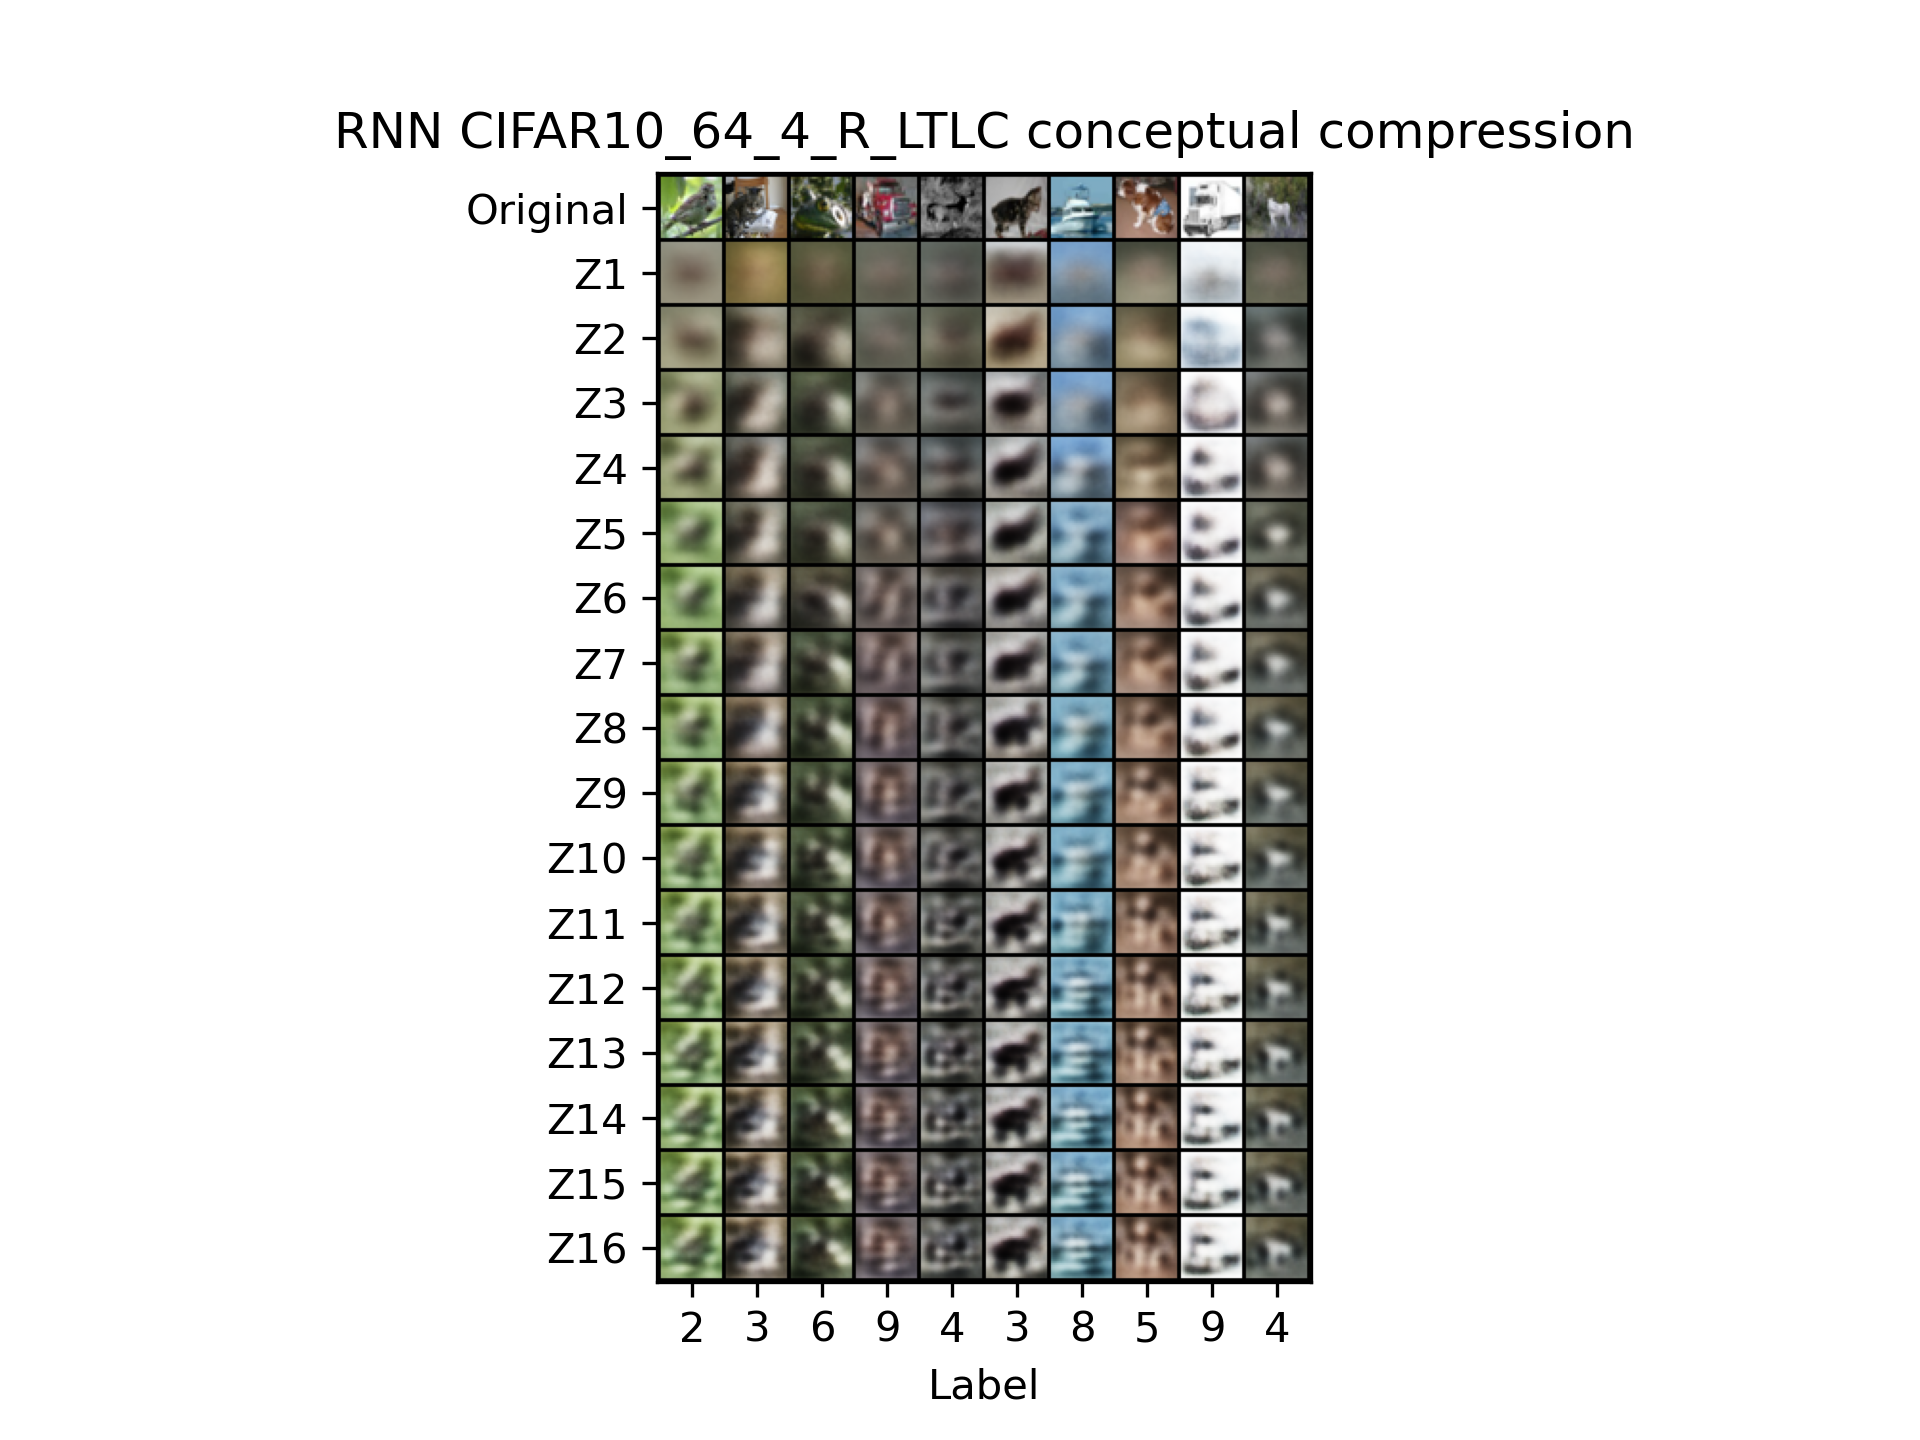 RNN CIFAR10_64_4_R_LTLC conceptual compression
Original
Z1
Z2
Z3
Z4
Z5
Z6
Z7
Z8
Z9
Z10
Z11
Z12
Z13
Z14
Z15
Z16
2 3 6 9 4 3 8 5 9 4
Label